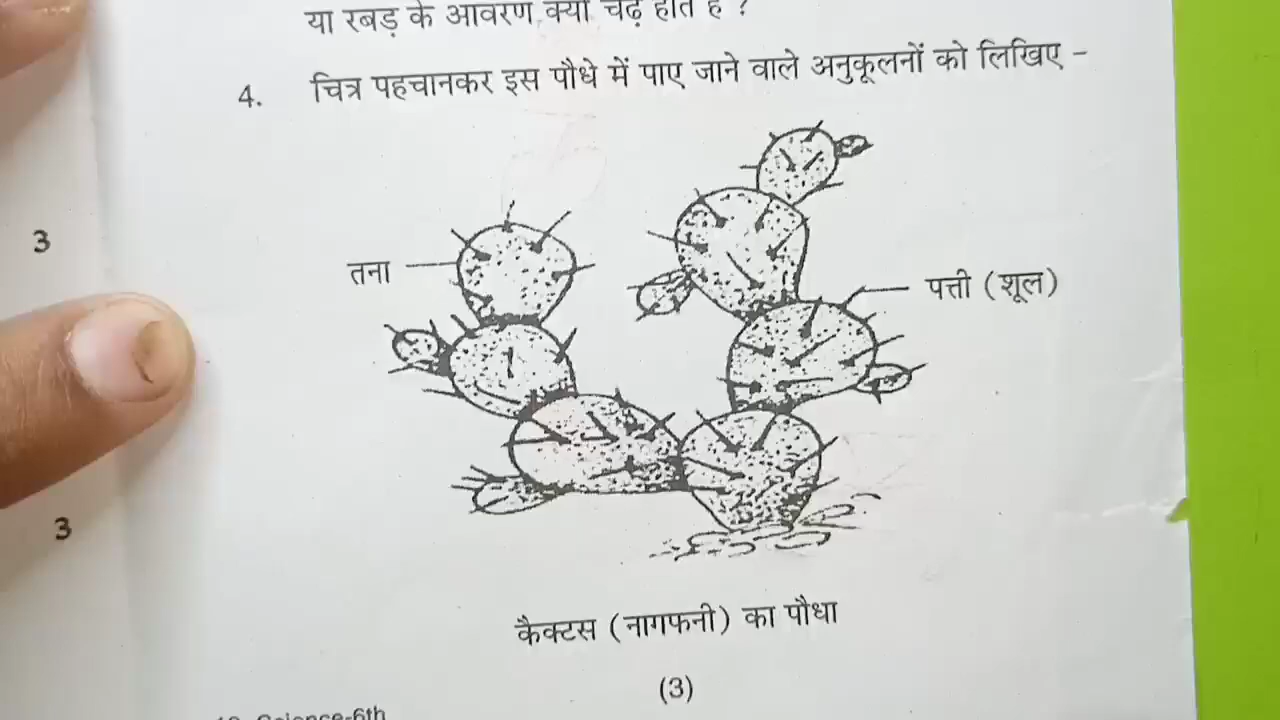 या रबड़ के आवरण क्यों चढ़े होते हैं ?
4. चित्र पहचानकर इस पौधे में पाए जाने वाले अनुकूलनों को लिखिए -
3
तना
पत्ती (शूल)
3
कैक्टस (नागफनी) का पौधा
(3)
Science-6th